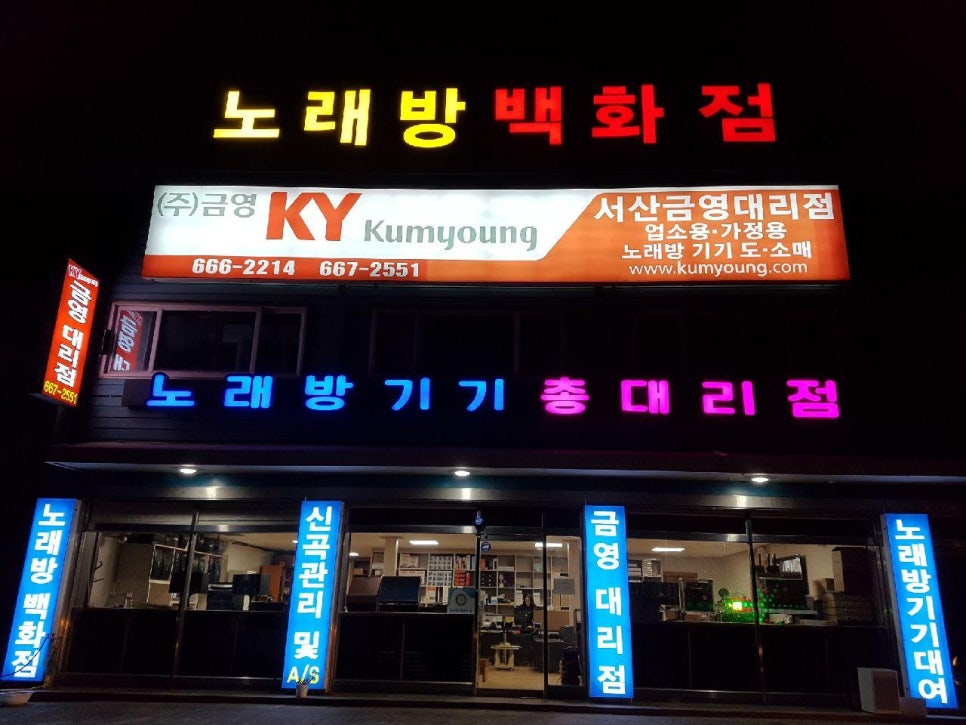 노래방백화점
(주)금영 KY Kumyoung
666-2214 667-2551
서산금영대리점
업소용·가정용
노래방 기기 도·소매
www.kumyoung.com
KY
금영 대리점
667-2551
노래방기기총대리점
노래방백화점
신곡관리 및
A/S
금영대리점
노래방기기대여